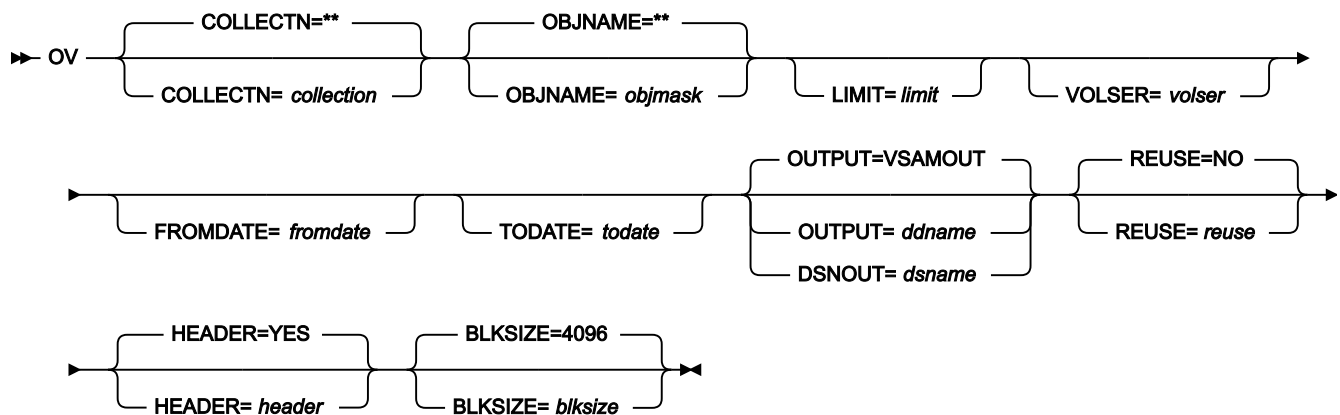 COLLECTN=** OBJNAME=**
OV
COLLECTN= collection OBJNAME= objmask LIMIT= limit VOLSER= volser
OUTPUT=VSAMOUT REUSE=NO
FROMDATE= fromdate TODATE= todate OUTPUT= ddname REUSE= reuse
DSNOUT= dsname
HEADER=YES BLKSIZE=4096
HEADER= header BLKSIZE= blksize